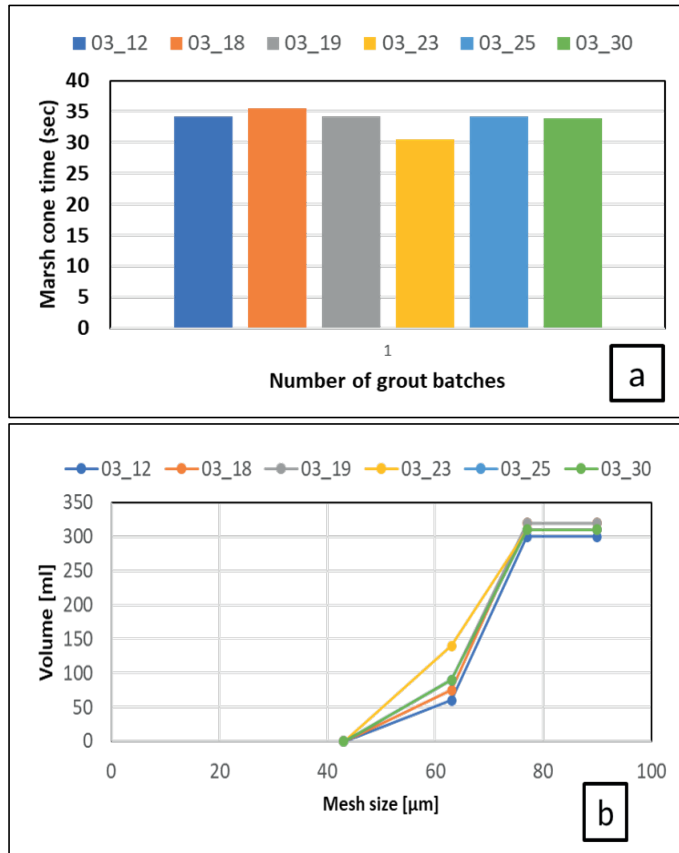 03_12 03_18 03_19 03_23 03_25 03_30
40
35
30
25
20
15
10
5
0
Marsh cone time (sec)
1
Number of grout batches
a
03_12 03_18 03_19 03_23 03_25 03_30
350
300
250
200
150
100
50
0
Volume [ml]
0 20 40 60 80 100
Mesh size [µm]
b